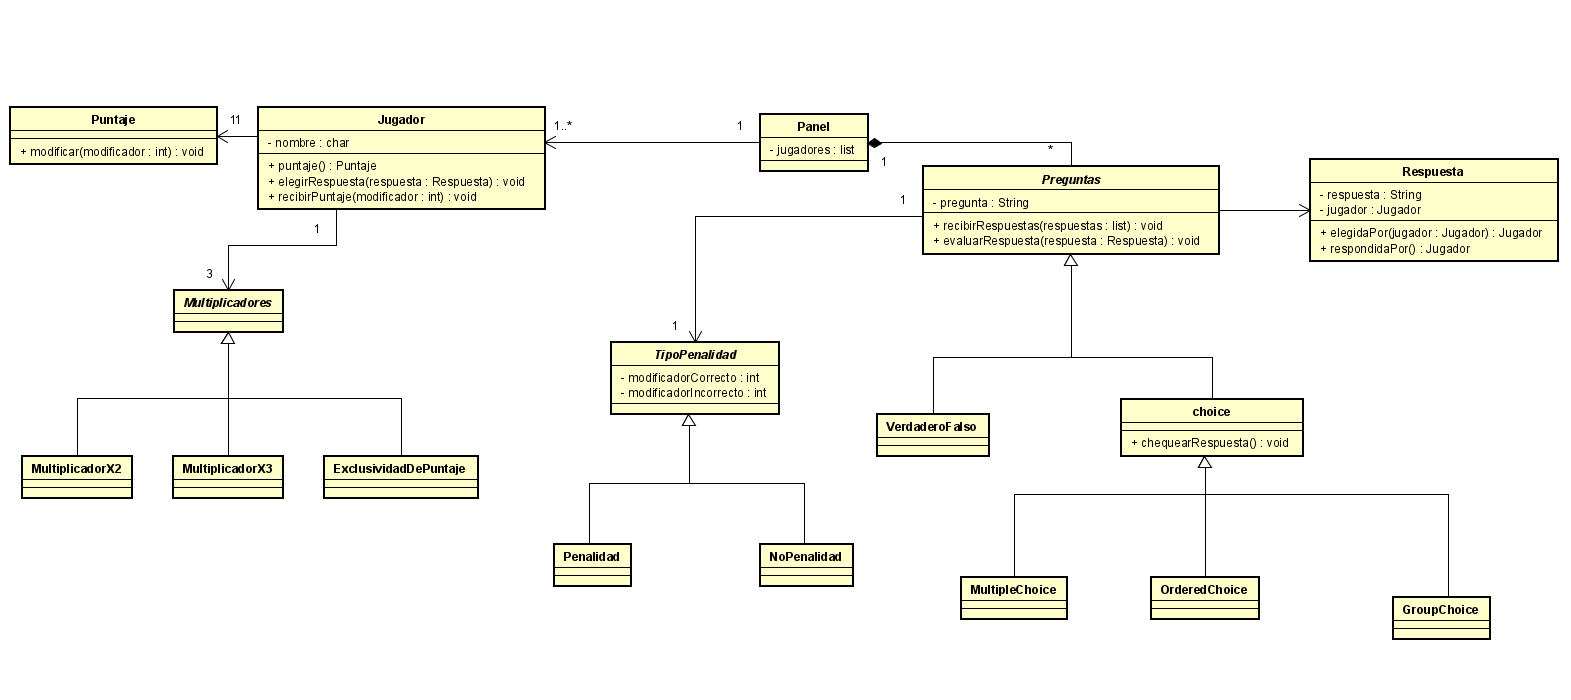 Puntaje
+ modificar(modificador : int) : void
11
Jugador
- nombre : char
+ puntaje() : Puntaje
+ elegirRespuesta(respuesta : Respuesta) : void
+ recibirPuntaje(modificador : int) : void
1..*
1
Panel
- jugadores : list
1
*
Preguntas
- pregunta : String
+ recibirRespuestas(respuestas : list) : void
+ evaluarRespuesta(respuesta : Respuesta) : void
Respuesta
- respuesta : String
- jugador : Jugador
+ elegidaPor(jugador : Jugador) : Jugador
+ respondidaPor() : Jugador
1
3
Multiplicadores
MultiplicadorX2
MultiplicadorX3
ExclusividadDePuntaje
1
1
TipoPenalidad
- modificadorCorrecto : int
- modificadorIncorrecto : int
Penalidad
NoPenalidad
VerdaderoFalso
choice
+ chequearRespuesta() : void
MultipleChoice
OrderedChoice
GroupChoice